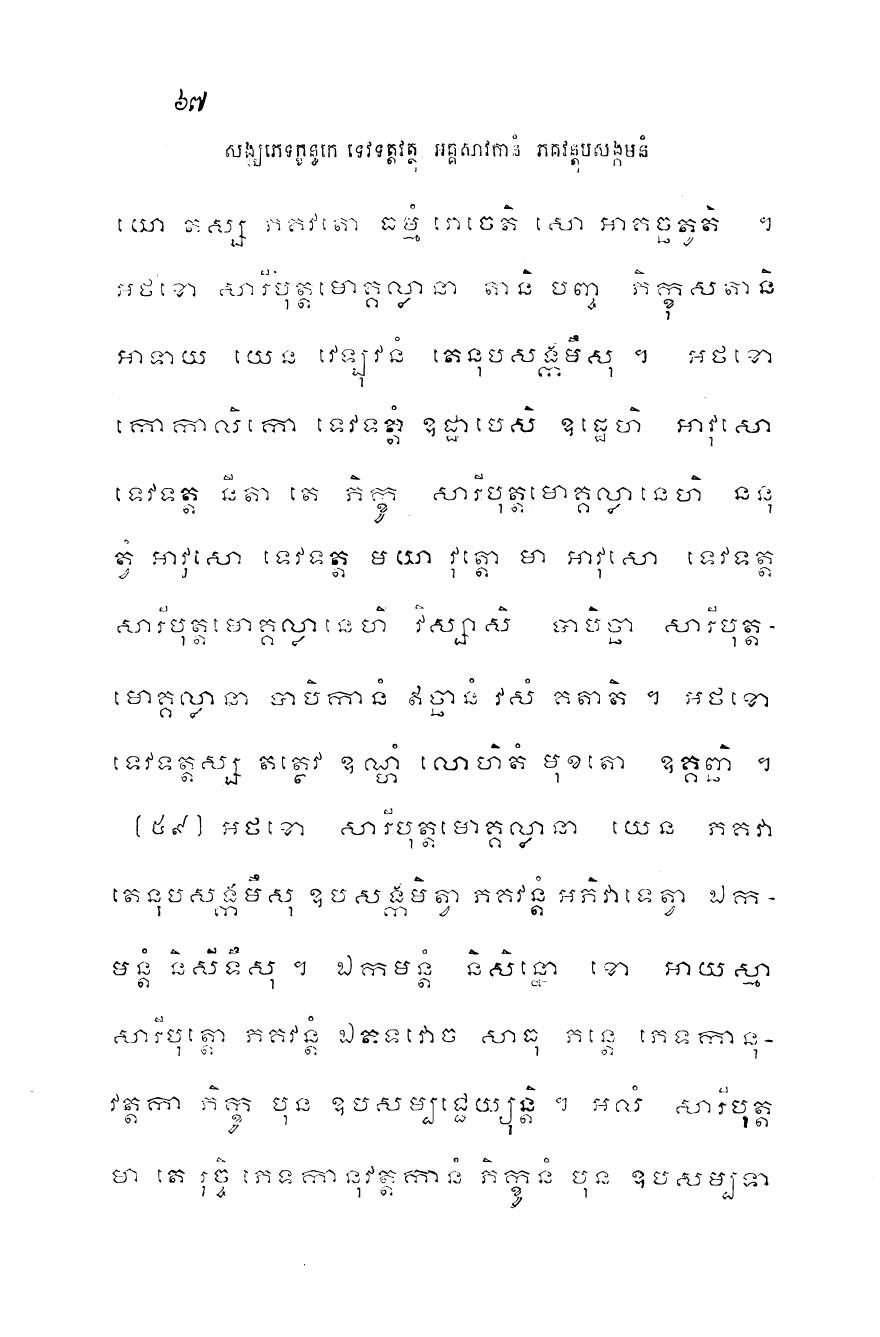 ៦៧
សង្ឃភេទក្ខន្ធកេ ទេវទត្តវត្ថុ អគ្គសាវកានំ ភគវន្តុបសង្កមនំ
យោ តស្ស ភគវតោ ធម្មំ រោចេតិ សោ អាគច្ឆតូតិ ។
អថខោ សារីបុត្តមោគ្គល្លានា តានិ បញ្ច ភិក្ខុសតានិ
អាទាយ យេន វេឡុវនំ តេនុបសង្កមឹសុ ។ អថខោ
កោកាលិកោ ទេវទត្តំ ឧដ្ឋាបេសិ ឧដ្ឋេហិ អាវុសោ
ទេវទត្ត នីតា តេ ភិក្ខូ សារីបុត្តមោគ្គល្លានេហិ ននុ
ត្វំ អាវុសោ ទេវទត្ត មយា វុត្តោ មា អាវុសោ ទេវទត្ត
សារីបុត្តមោគ្គល្លានេហិ វិស្សាសិ បាបិច្ឆា សារីបុត្ត-
មោគ្គល្លានា បាបិកានំ ឥច្ឆានំ វសំ គតាតិ ។ អថខោ
ទេវទត្តស្ស តត្ថេវ ឧណ្ហំ លោហិតំ មុខតោ ឧគ្គញ្ឆិ ។
(៥៩) អថខោ សារីបុត្តមោគ្គល្លានា យេន ភគវា
តេនុបសង្កមឹសុ ឧបសង្កមិត្វា ភគវន្តំ អភិវាទេត្វា ឯក-
មន្តំ និសីទឹសុ ។ ឯកមន្តំ និសិន្នោ ខោ អាយស្មា
សារីបុត្តោ ភគវន្តំ ឯតទវោច សាធុ ភន្តេ ភេទកានុ-
វត្តកា ភិក្ខូ បុន ឧបសម្បជ្ជេយ្យុន្តិ ។ អលំ សារីបុត្ត
មា តេ រុច្ចិ ភេទកានុវត្តកានំ ភិក្ខូនំ បុន ឧបសម្បទា